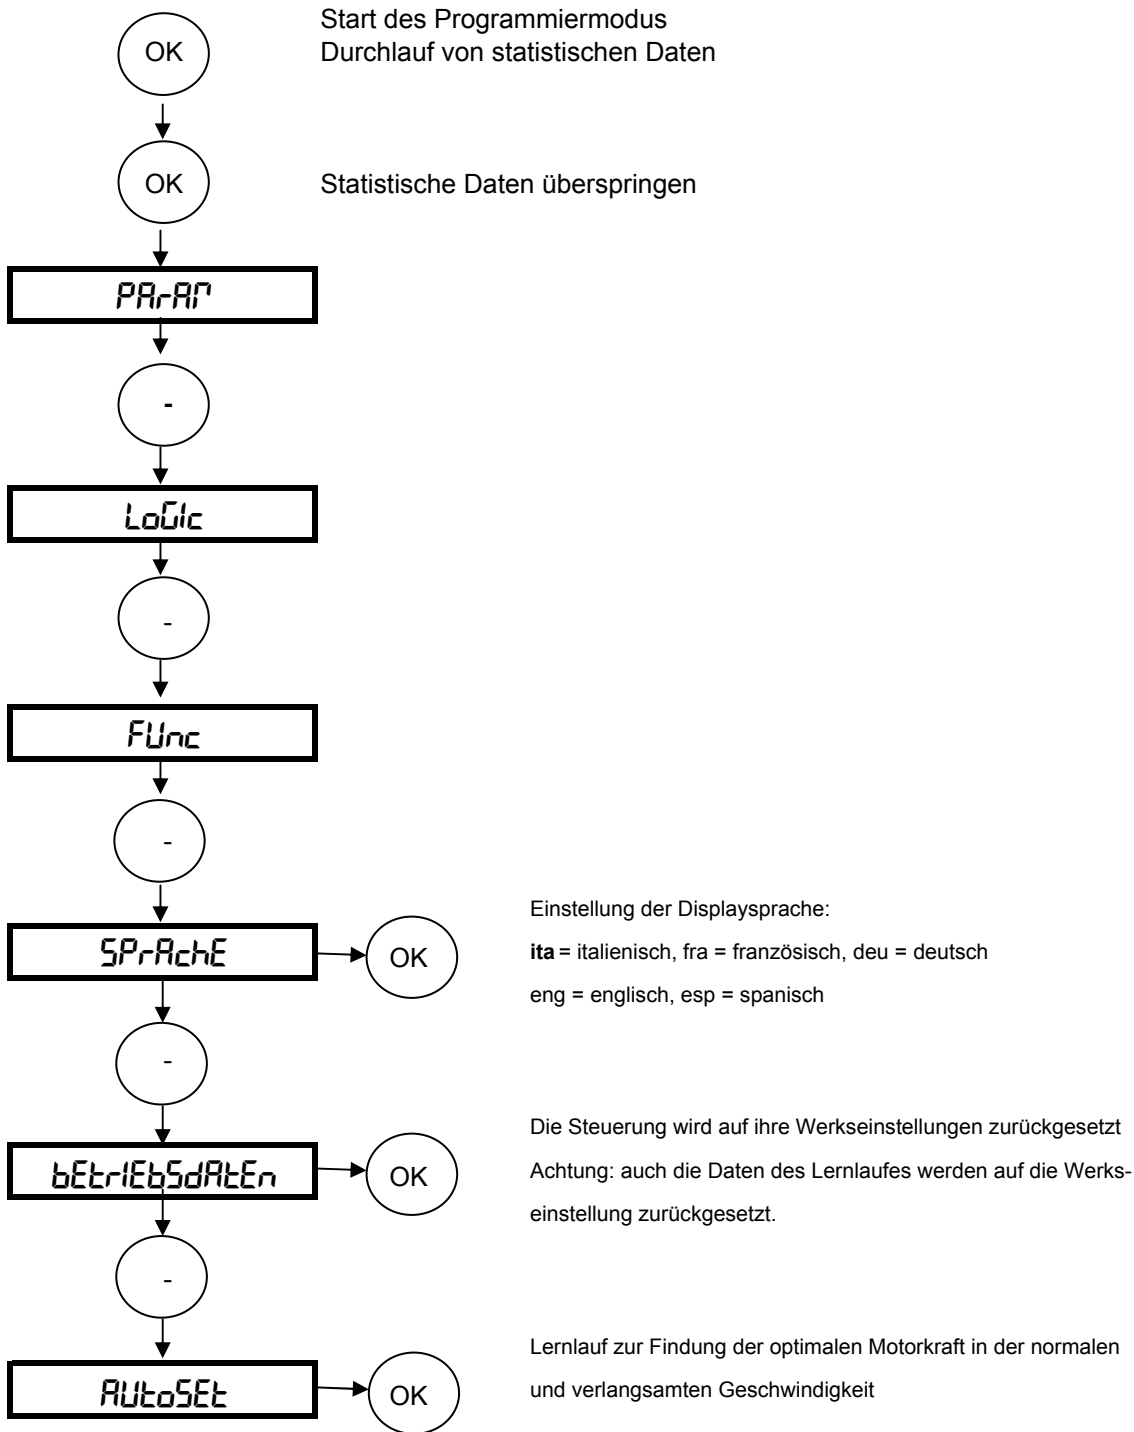 Start des Programmiermodus
OK
Durchlauf von statistischen Daten
OK
Statistische Daten überspringen
PArAM
-
LoGIc
-
FUnc
-
SPrAchE
OK
Einstellung der Displaysprache:
ita = italienisch, fra = französisch, deu = deutsch
eng = englisch, esp = spanisch
-
bEtrIEbSdAtEn
OK
Die Steuerung wird auf ihre Werkseinstellungen zurückgesetzt
Achtung: auch die Daten des Lernlaufes werden auf die Werks-
einstellung zurückgesetzt.
-
AUtoSEt
OK
Lernlauf zur Findung der optimalen Motorkraft in der normalen
und verlangsamten Geschwindigkeit